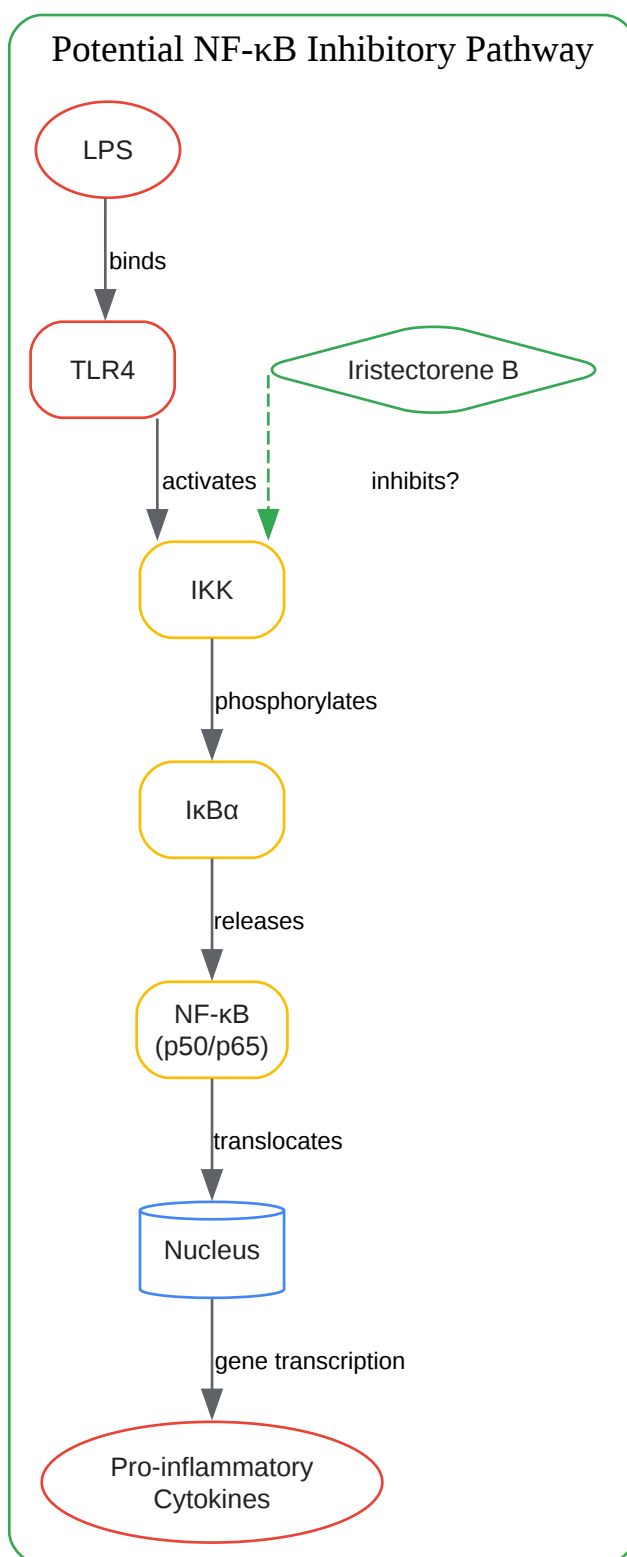 Potential NF-κB Inhibitory Pathway
LPS
binds
TLR4
Iristectorene B
activates
inhibits?
IKK
phosphorylates
IκBα
releases
NF-κB
(p50/p65)
translocates
Nucleus
gene transcription
Pro-inflammatory
Cytokines